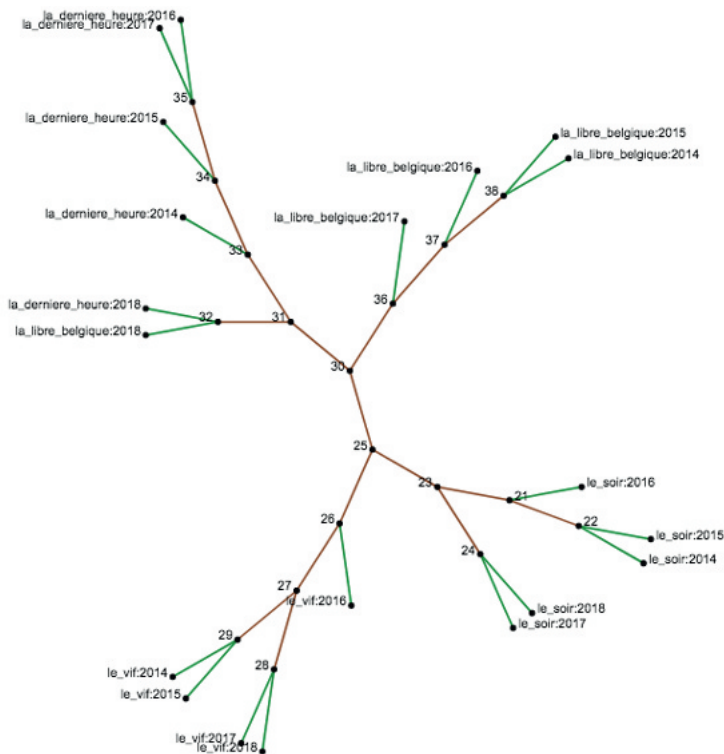 la_derniere_heure:2016
la_derniere_heure:2017
35
la_derniere_heure:2015
la_libre_belgique:2015
la_libre_belgique:2014
la_libre_belgique:2016
34
38
la_derniere_heure:2014
la_libre_belgique:2017
37
33
la_derniere_heure:2018
36
32
31
la_libre_belgique:2018
30
25
23
le_soir:2016
21
26
22
le_soir:2015
24
le_soir:2014
27
le_vif:2016
le_soir:2018
le_soir:2017
29
28
le_vif:2014
le_vif:2015
le_vif:2017
le_vif:2018